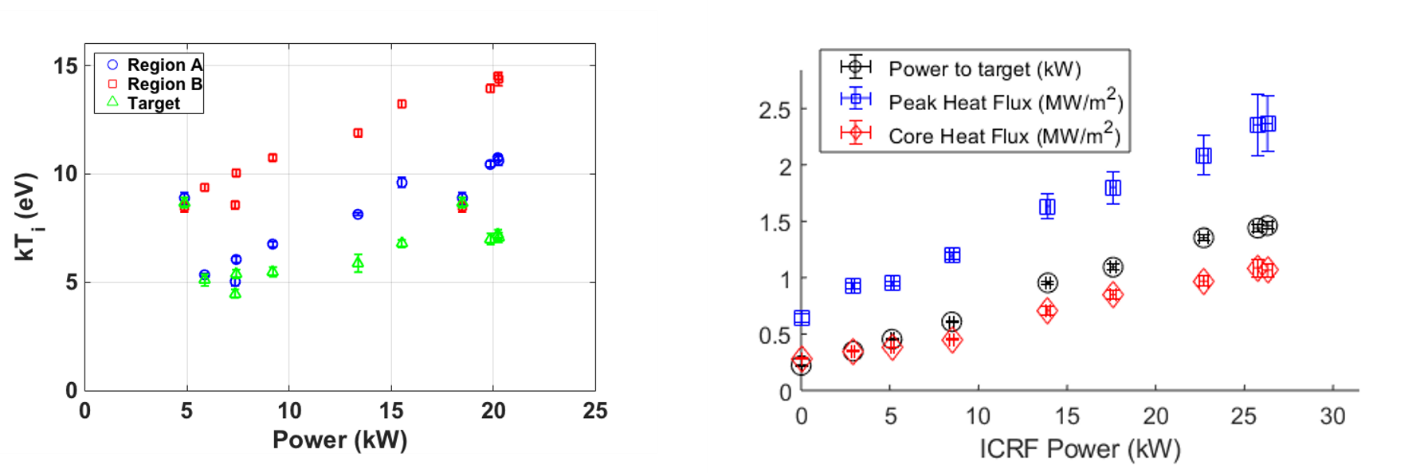 15
10
5
0
kT_i (eV)
Region A
Region B
Target
0 5 10 15 20 25
Power (kW)
Power to target (kW)
Peak Heat Flux (MW/m^2)
Core Heat Flux (MW/m^2)
2.5
2
1.5
1
0.5
0
0 5 10 15 20 25 30
ICRF Power (kW)